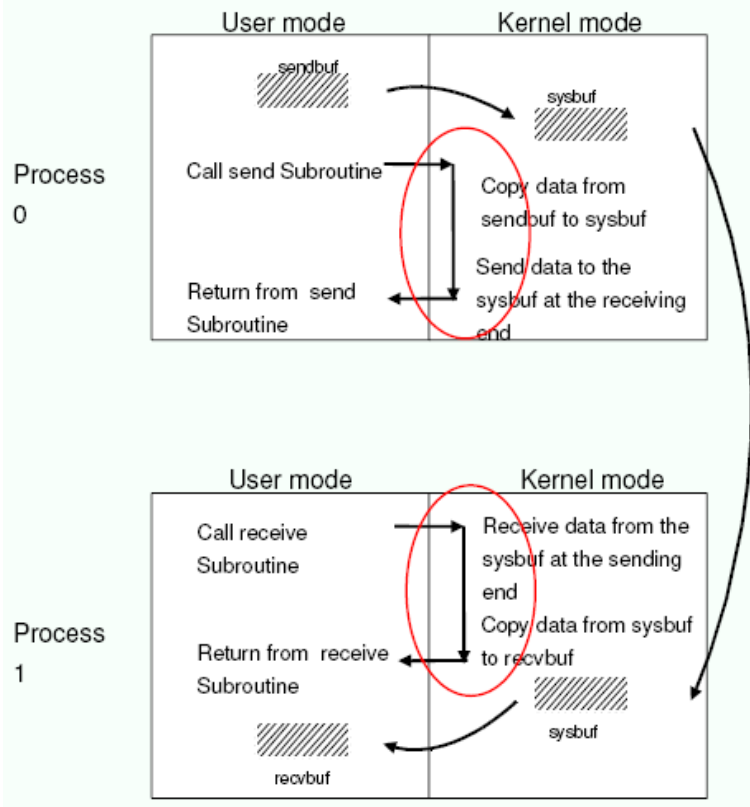 User mode
Kernel mode
sendbuf
sysbuf
Process
0
Call send Subroutine
Copy data from
sendbuf to sysbuf
Send data to the
sysbuf at the receiving
end
Return from send
Subroutine
User mode
Kernel mode
Process
1
Call receive
Subroutine
Receive data from the
sysbuf at the sending
end
Copy data from sysbuf
to recvbuf
Return from receive
Subroutine
sysbuf
recvbuf